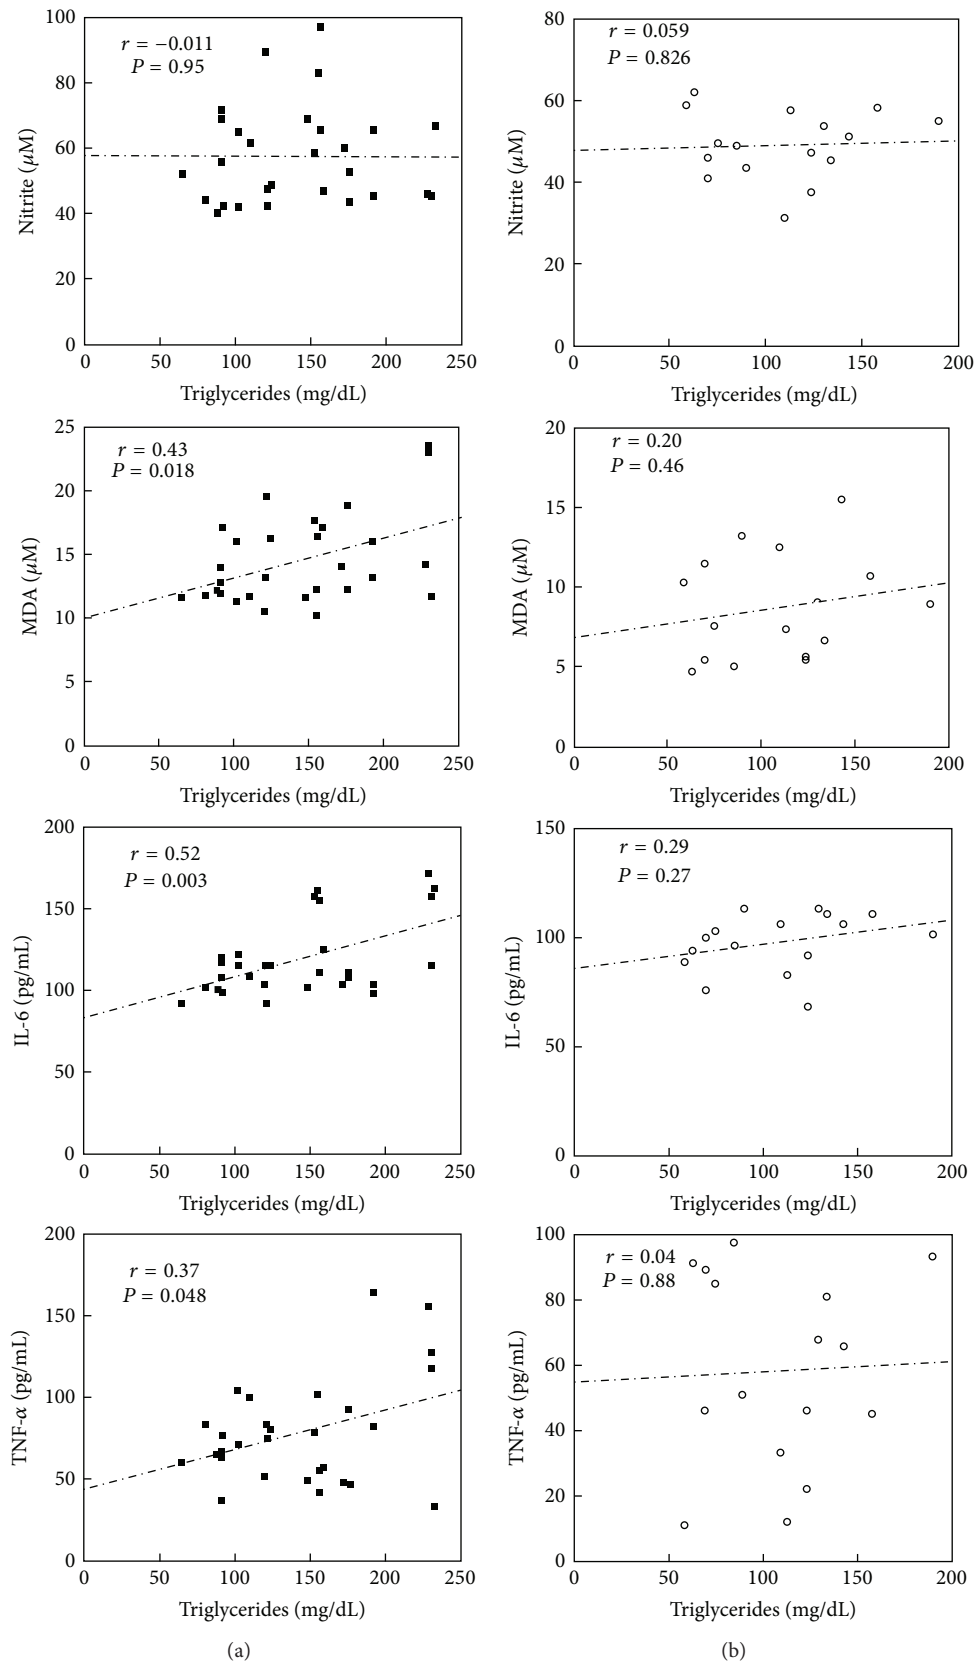 100
80
60
40
20
0
Nitrite (μM)
r = −0.011
P = 0.95
0 50 100 150 200 250
Triglycerides (mg/dL)
80
60
40
20
0
Nitrite (μM)
r = 0.059
P = 0.826
0 50 100 150 200
Triglycerides (mg/dL)
25
20
15
10
5
0
MDA (μM)
r = 0.43
P = 0.018
0 50 100 150 200 250
Triglycerides (mg/dL)
20
15
10
5
0
MDA (μM)
r = 0.20
P = 0.46
0 50 100 150 200
Triglycerides (mg/dL)
200
150
100
50
0
IL-6 (pg/mL)
r = 0.52
P = 0.003
0 50 100 150 200 250
Triglycerides (mg/dL)
150
100
50
0
IL-6 (pg/mL)
r = 0.29
P = 0.27
0 50 100 150 200
Triglycerides (mg/dL)
200
150
100
50
0
TNF-α (pg/mL)
r = 0.37
P = 0.048
0 50 100 150 200 250
Triglycerides (mg/dL)
(a)
100
80
60
40
20
0
TNF-α (pg/mL)
r = 0.04
P = 0.88
0 50 100 150 200
Triglycerides (mg/dL)
(b)